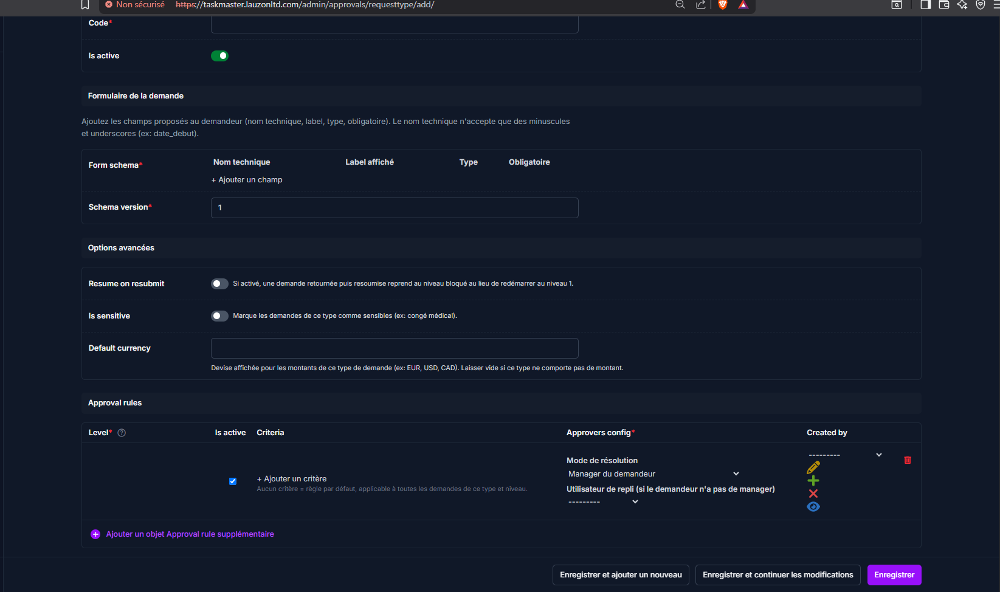 Non sécurisé https://taskmaster.lauzonltd.com/admin/approvals/requesttype/add/
Code*
Is active
Formulaire de la demande
Ajoutez les champs proposés au demandeur (nom technique, label, type, obligatoire). Le nom technique n'accepte que des minuscules
et underscores (ex: date_debut).
Form schema* Nom technique Label affiché Type Obligatoire
+ Ajouter un champ
Schema version* 1
Options avancées
Resume on resubmit Si activé, une demande retournée puis resoumise reprend au niveau bloqué au lieu de redémarrer au niveau 1.
Is sensitive Marque les demandes de ce type comme sensibles (ex: congé médical).
Default currency
Devise affichée pour les montants de ce type de demande (ex: EUR, USD, CAD). Laisser vide si ce type ne comporte pas de montant.
Approval rules
Level* ? Is active Criteria Approvers config* Created by
---------
Mode de résolution
Manager du demandeur
+ Ajouter un critère
Aucun critère = règle par défaut, applicable à toutes les demandes de ce type et niveau.
Utilisateur de repli (si le demandeur n'a pas de manager)
---------
Ajouter un objet Approval rule supplémentaire
Enregistrer et ajouter un nouveau Enregistrer et continuer les modifications Enregistrer